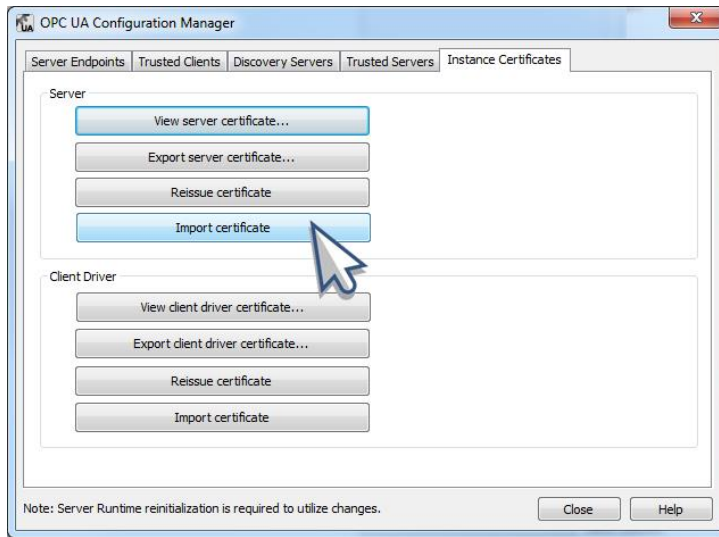 UA
OPC UA Configuration Manager
Server Endpoints Trusted Clients Discovery Servers Trusted Servers Instance Certificates
Server
View server certificate...
Export server certificate...
Reissue certificate
Import certificate
Client Driver
View client driver certificate...
Export client driver certificate...
Reissue certificate
Import certificate
Note: Server Runtime reinitialization is required to utilize changes.
Close Help